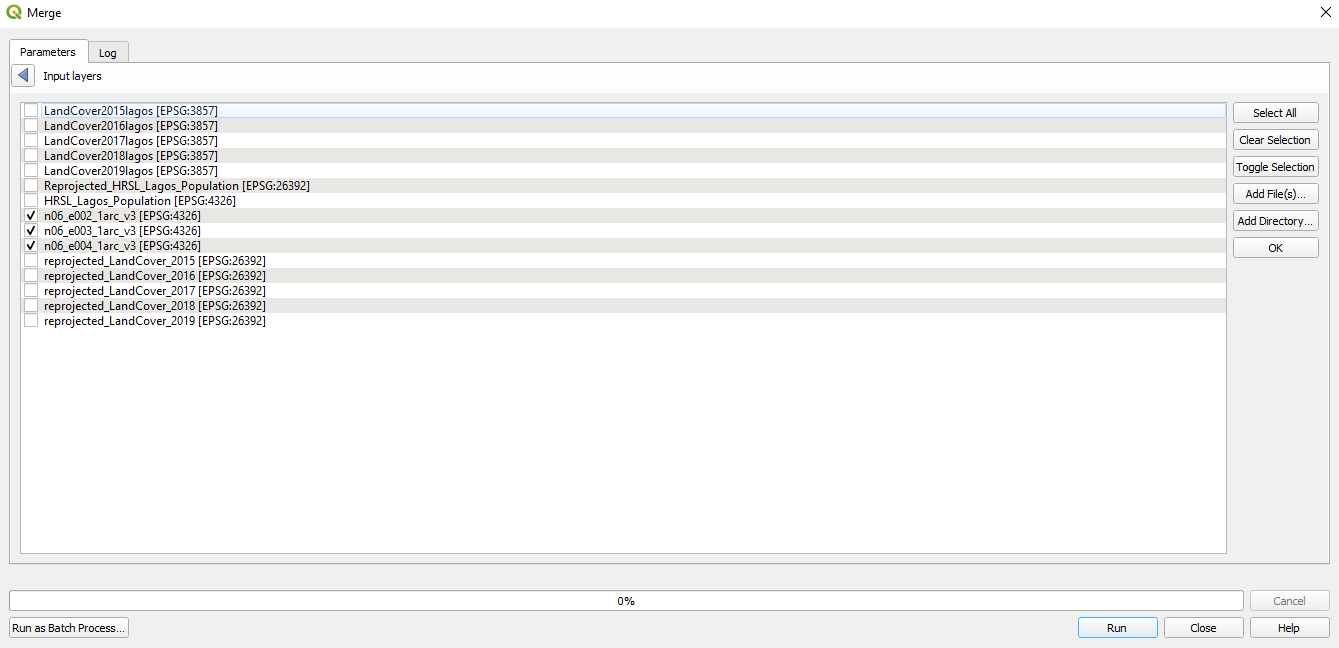 Merge
Parameters
Log
Input layers
LandCover2015lagos [EPSG:3857]
LandCover2016lagos [EPSG:3857]
LandCover2017lagos [EPSG:3857]
LandCover2018lagos [EPSG:3857]
LandCover2019lagos [EPSG:3857]
Reprojected_HRSL_Lagos_Population [EPSG:26392]
HRSL_Lagos_Population [EPSG:4326]
n06_e002_1arc_v3 [EPSG:4326]
n06_e003_1arc_v3 [EPSG:4326]
n06_e004_1arc_v3 [EPSG:4326]
reprojected_LandCover_2015 [EPSG:26392]
reprojected_LandCover_2016 [EPSG:26392]
reprojected_LandCover_2017 [EPSG:26392]
reprojected_LandCover_2018 [EPSG:26392]
reprojected_LandCover_2019 [EPSG:26392]
Select All
Clear Selection
Toggle Selection
Add File(s)...
Add Directory...
OK
0%
Cancel
Run as Batch Process...
Run
Close
Help